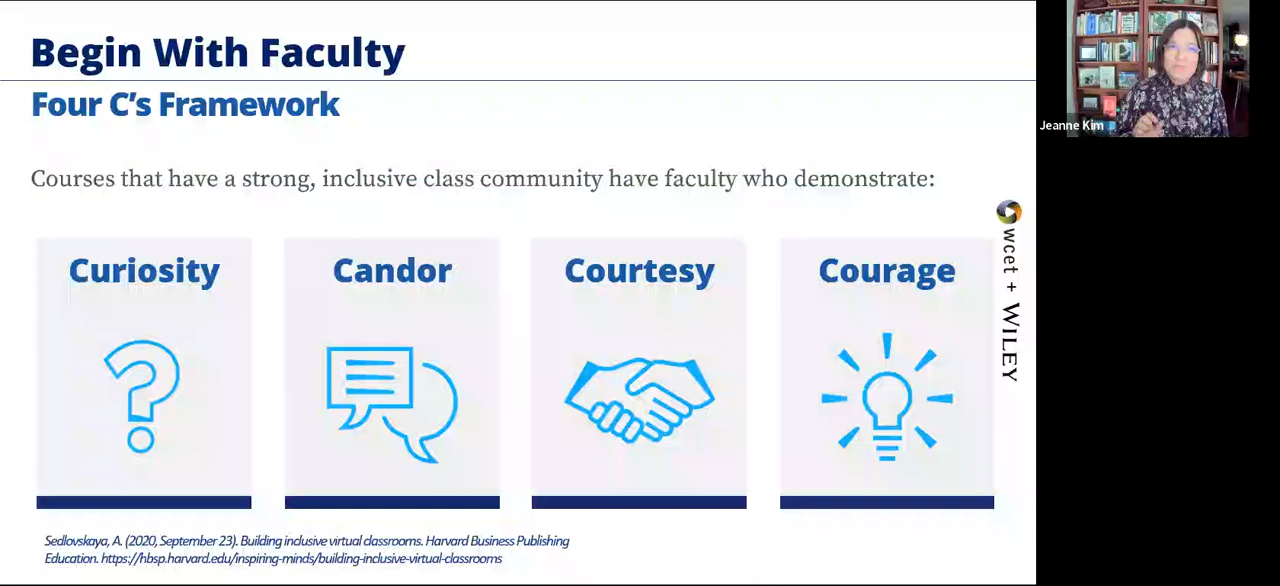 Begin With Faculty
Four C's Framework
Courses that have a strong, inclusive class community have faculty who demonstrate:
Curiosity
Candor
Courtesy
Courage
Sedlovskaya, A. (2020, September 23). Building inclusive virtual classrooms. Harvard Business Publishing
Education. https://hbsp.harvard.edu/inspiring-minds/building-inclusive-virtual-classrooms
wcet + WILEY
Jeanne Kim